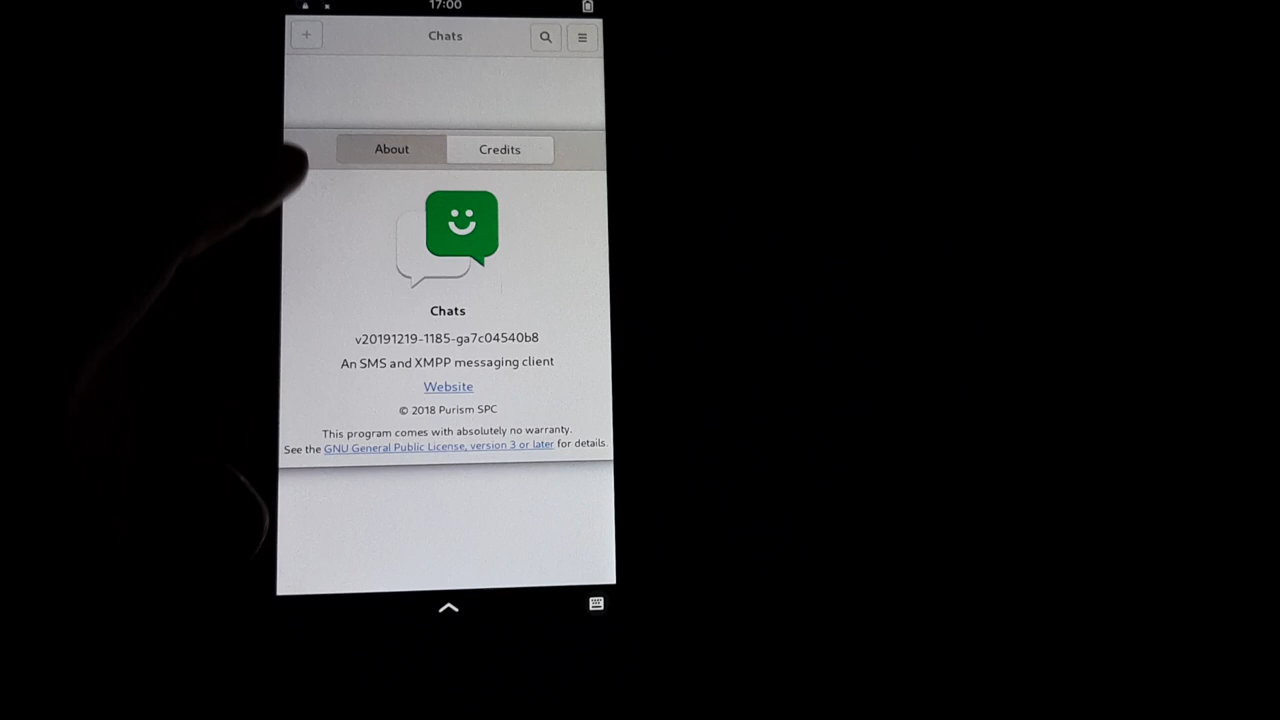 17:00
Chats
About Credits
Chats
v20191219-1185-ga7c04540b8
An SMS and XMPP messaging client
Website
© 2018 Purism SPC
This program comes with absolutely no warranty.
See the GNU General Public License, version 3 or later for details.